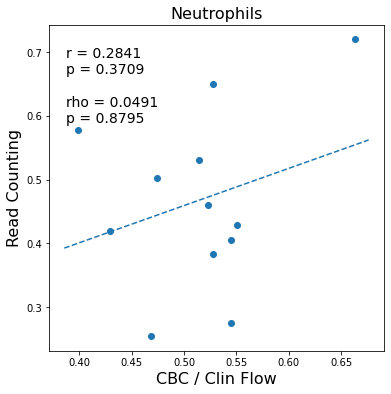 Neutrophils
r = 0.2841
p = 0.3709
rho = 0.0491
p = 0.8795
Read Counting
0.7
0.6
0.5
0.4
0.3
0.40 0.45 0.50 0.55 0.60 0.65
CBC / Clin Flow